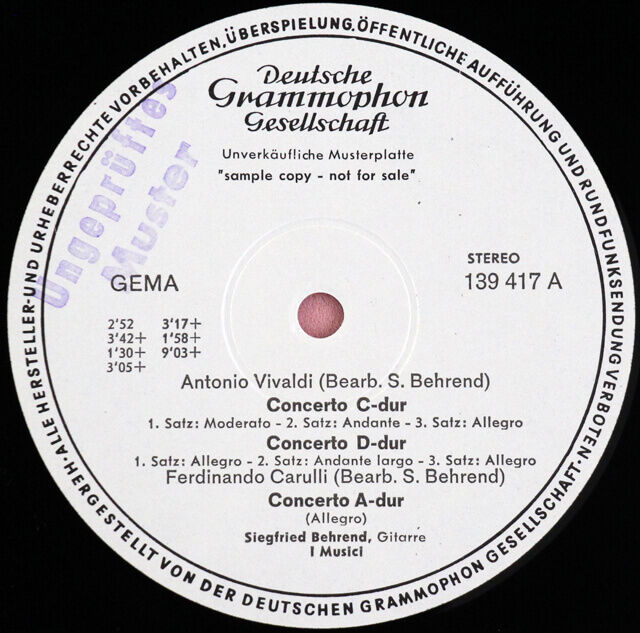 ·ALLE HERSTELLER-UND URHEBERRECHTE VORBEHALTEN, ÜBERSPIELUNG, ÖFFENTLICHE AUFFÜHRUNG UND RUNDFUNKSENDUNG VERBOTEN·
Deutsche
Grammophon
Gesellschaft
Unverkäufliche Musterplatte
"sample copy - not for sale"
Ungeprüftes
Muster
GEMA
STEREO
139 417 A
2'52 3'17+
3'42+ 1'58+
1'30+ 9'03+
3'05+
Antonio Vivaldi (Bearb. S. Behrend)
Concerto C-dur
1. Satz: Moderato - 2. Satz: Andante - 3. Satz: Allegro
Concerto D-dur
1. Satz: Allegro - 2. Satz: Andante largo - 3. Satz: Allegro
Ferdinando Carulli (Bearb. S. Behrend)
Concerto A-dur
(Allegro)
Siegfried Behrend, Gitarre
I Musici
HERGESTELLT VON DER DEUTSCHEN GRAMMOPHON GESELLSCHAFT·